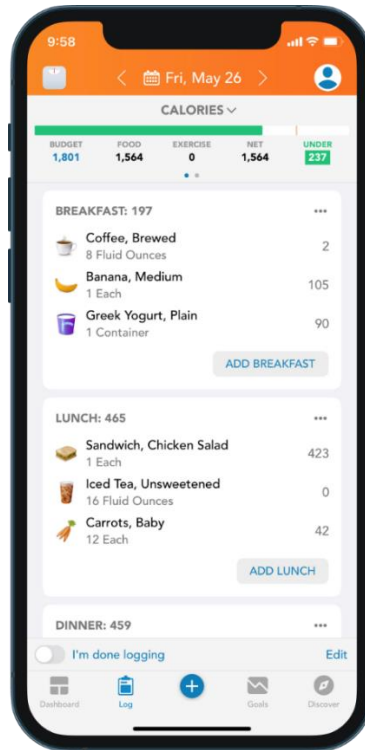 9:58
Fri, May 26
CALORIES
BUDGET FOOD EXERCISE NET UNDER
1,801 1,564 0 1,564 237
BREAKFAST: 197
Coffee, Brewed
8 Fluid Ounces 2
Banana, Medium
1 Each 105
Greek Yogurt, Plain
1 Container 90
ADD BREAKFAST
LUNCH: 465
Sandwich, Chicken Salad
1 Each 423
Iced Tea, Unsweetened
16 Fluid Ounces 0
Carrots, Baby
12 Each 42
ADD LUNCH
DINNER: 459
I'm done logging Edit
Dashboard Log Goals Discover